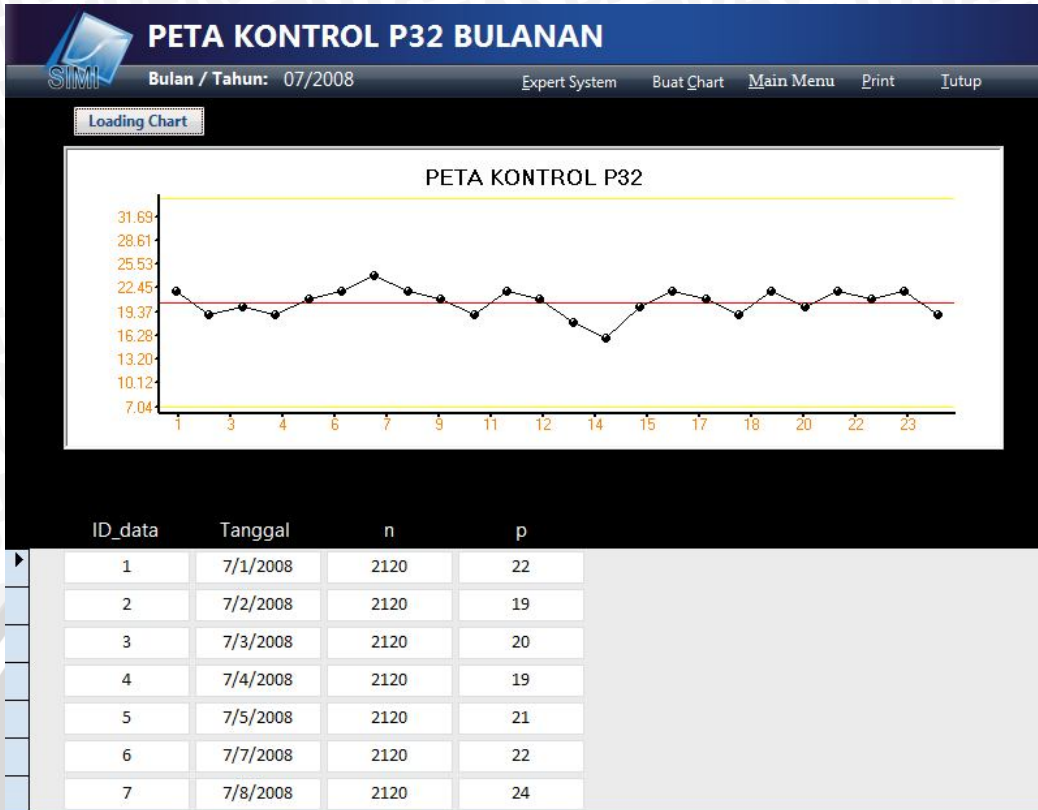 PETA KONTROL P32 BULANAN
SIMI
Bulan / Tahun: 07/2008 Expert System Buat Chart Main Menu Print Tutup
Loading Chart
PETA KONTROL P32
31.69
28.61
25.53
22.45
19.37
16.28
13.20
10.12
7.04
1 3 4 6 7 9 11 12 14 15 17 18 20 22 23
ID_data Tanggal n p
1 7/1/2008 2120 22
2 7/2/2008 2120 19
3 7/3/2008 2120 20
4 7/4/2008 2120 19
5 7/5/2008 2120 21
6 7/7/2008 2120 22
7 7/8/2008 2120 24